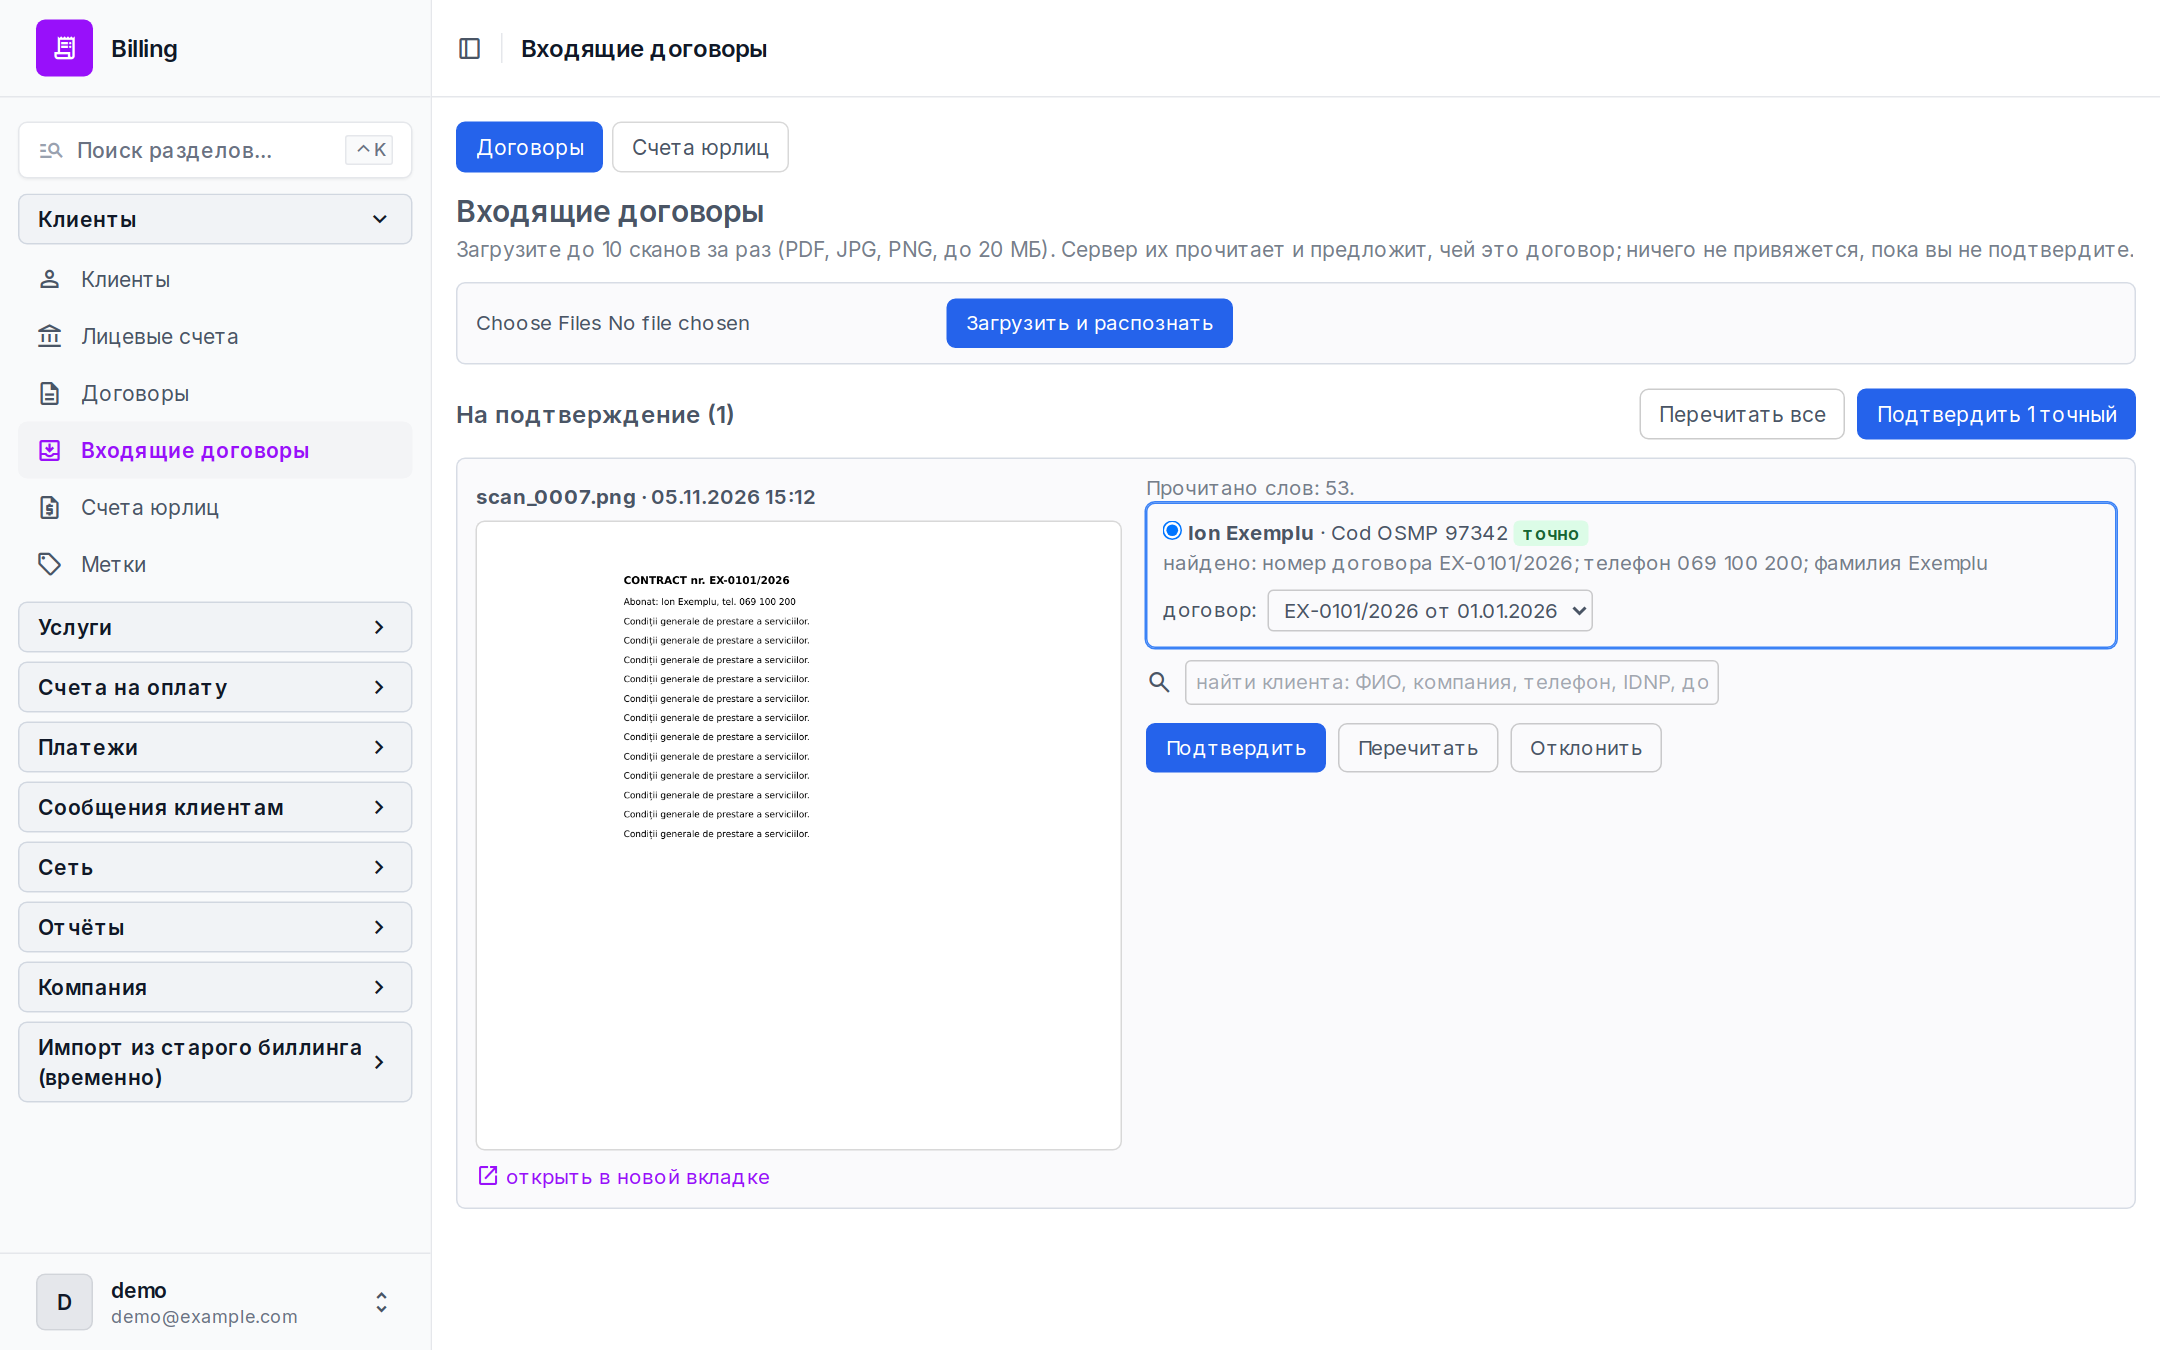 Billing
Входящие договоры
Поиск разделов...
^K
Клиенты
Клиенты
Лицевые счета
Договоры
Входящие договоры
Счета юрлиц
Метки
Услуги
Счета на оплату
Платежи
Сообщения клиентам
Сеть
Отчёты
Компания
Импорт из старого биллинга
(временно)
D
demo
demo@example.com
Договоры
Счета юрлиц
Входящие договоры
Загрузите до 10 сканов за раз (PDF, JPG, PNG, до 20 МБ). Сервер их прочитает и предложит, чей это договор; ничего не привяжется, пока вы не подтвердите.
Choose Files No file chosen
Загрузить и распознать
На подтверждение (1)
Перечитать все
Подтвердить 1 точный
scan_0007.png · 05.11.2026 15:12
CONTRACT nr. EX-0101/2026
Abonat: Ion Exemplu, tel. 069 100 200
Condiții generale de prestare a serviciilor.
Condiții generale de prestare a serviciilor.
Condiții generale de prestare a serviciilor.
Condiții generale de prestare a serviciilor.
Condiții generale de prestare a serviciilor.
Condiții generale de prestare a serviciilor.
Condiții generale de prestare a serviciilor.
Condiții generale de prestare a serviciilor.
Condiții generale de prestare a serviciilor.
Condiții generale de prestare a serviciilor.
Condiții generale de prestare a serviciilor.
Condiții generale de prestare a serviciilor.
открыть в новой вкладке
Прочитано слов: 53.
Ion Exemplu · Cod OSMP 97342 точно
найдено: номер договора EX-0101/2026; телефон 069 100 200; фамилия Exemplu
договор: EX-0101/2026 от 01.01.2026
найти клиента: ФИО, компания, телефон, IDNP, до
Подтвердить
Перечитать
Отклонить